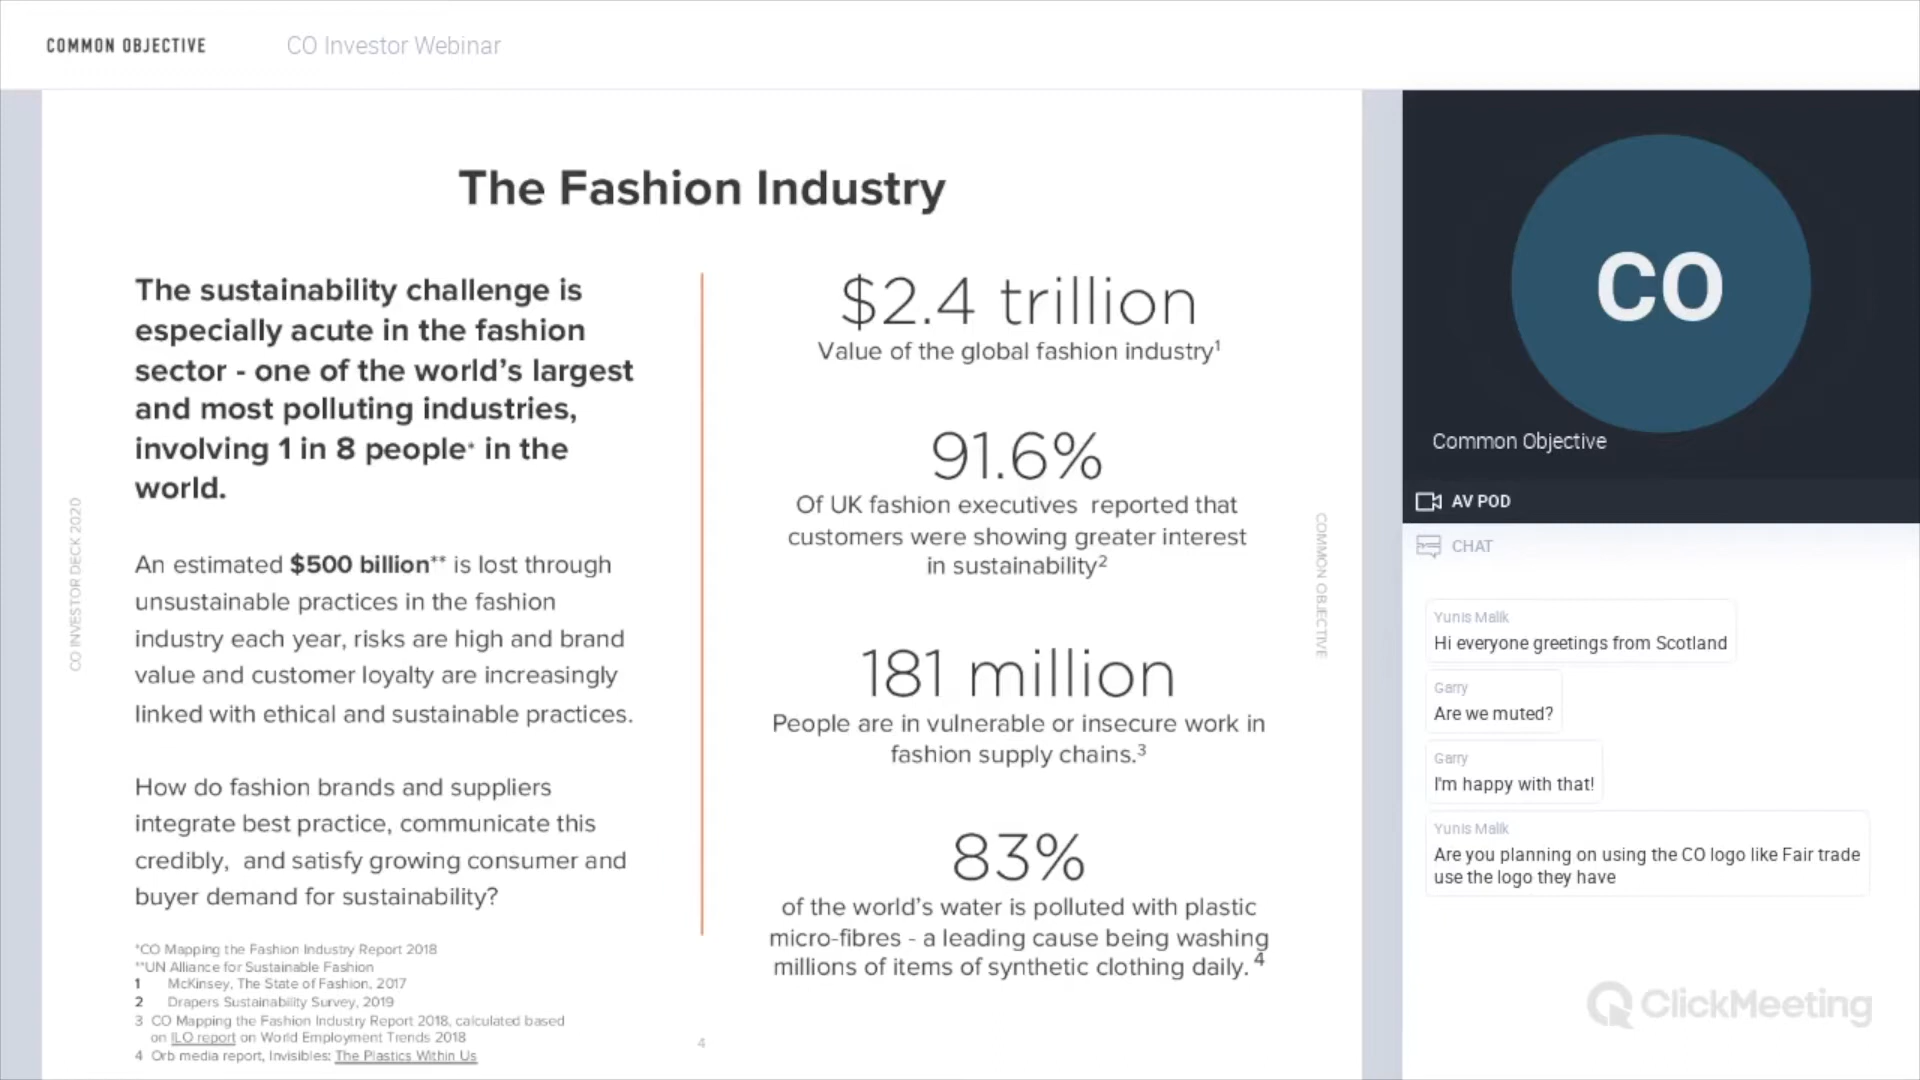 COMMON OBJECTIVE
CO Investor Webinar
The Fashion Industry
The sustainability challenge is
especially acute in the fashion
sector - one of the world's largest
and most polluting industries,
involving 1 in 8 people* in the
world.
An estimated $500 billion** is lost through
unsustainable practices in the fashion
industry each year, risks are high and brand
value and customer loyalty are increasingly
linked with ethical and sustainable practices.
How do fashion brands and suppliers
integrate best practice, communicate this
credibly, and satisfy growing consumer and
buyer demand for sustainability?
*CO Mapping the Fashion Industry Report 2018
**UN Alliance for Sustainable Fashion
1 McKinsey, The State of Fashion, 2017
2 Drapers Sustainability Survey, 2019
3 CO Mapping the Fashion Industry Report 2018, calculated based
on ILO report on World Employment Trends 2018
4 Orb media report, Invisibles: The Plastics Within Us
$2.4 trillion
Value of the global fashion industry1
91.6%
Of UK fashion executives reported that
customers were showing greater interest
in sustainability2
181 million
People are in vulnerable or insecure work in
fashion supply chains.3
83%
of the world's water is polluted with plastic
micro-fibres - a leading cause being washing
millions of items of synthetic clothing daily. 4
4
CO INVESTOR DECK 2020
COMMON OBJECTIVE
CO
Common Objective
AV POD
CHAT
Yunis Malik
Hi everyone greetings from Scotland
Garry
Are we muted?
Garry
I'm happy with that!
Yunis Malik
Are you planning on using the CO logo like Fair trade
use the logo they have
ClickMeeting